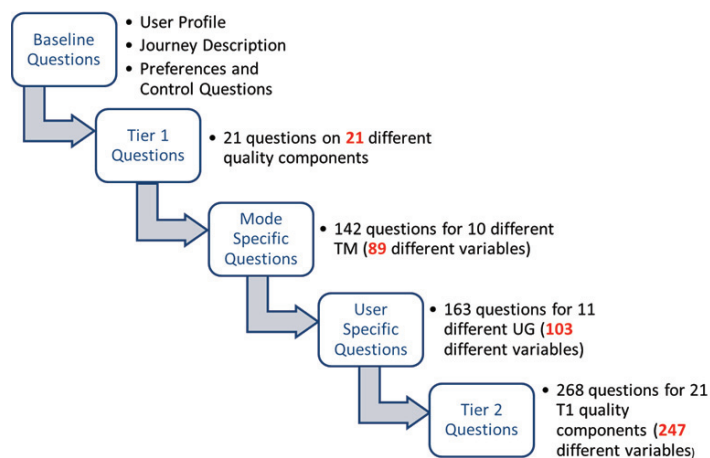 Baseline
Questions
• User Profile
• Journey Description
• Preferences and
Control Questions
Tier 1
Questions
• 21 questions on 21 different
quality components
Mode
Specific
Questions
• 142 questions for 10 different
TM (89 different variables)
User
Specific
Questions
• 163 questions for 11
different UG (103
different variables)
Tier 2
Questions
• 268 questions for 21
T1 quality
components (247
different variables)